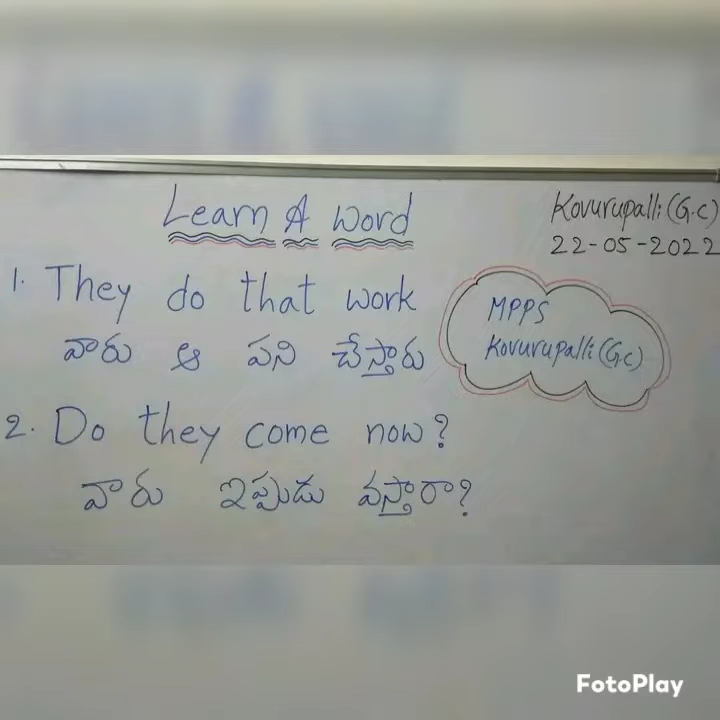 Learn A Word
Kovurupalli(G.C)
22-05-2022
1. They do that work
వారు ఆ పని చేస్తారు
MPPS
Kovurupalli(G.C)
2. Do they come now?
వారు ఇప్పుడు వస్తారా?
FotoPlay